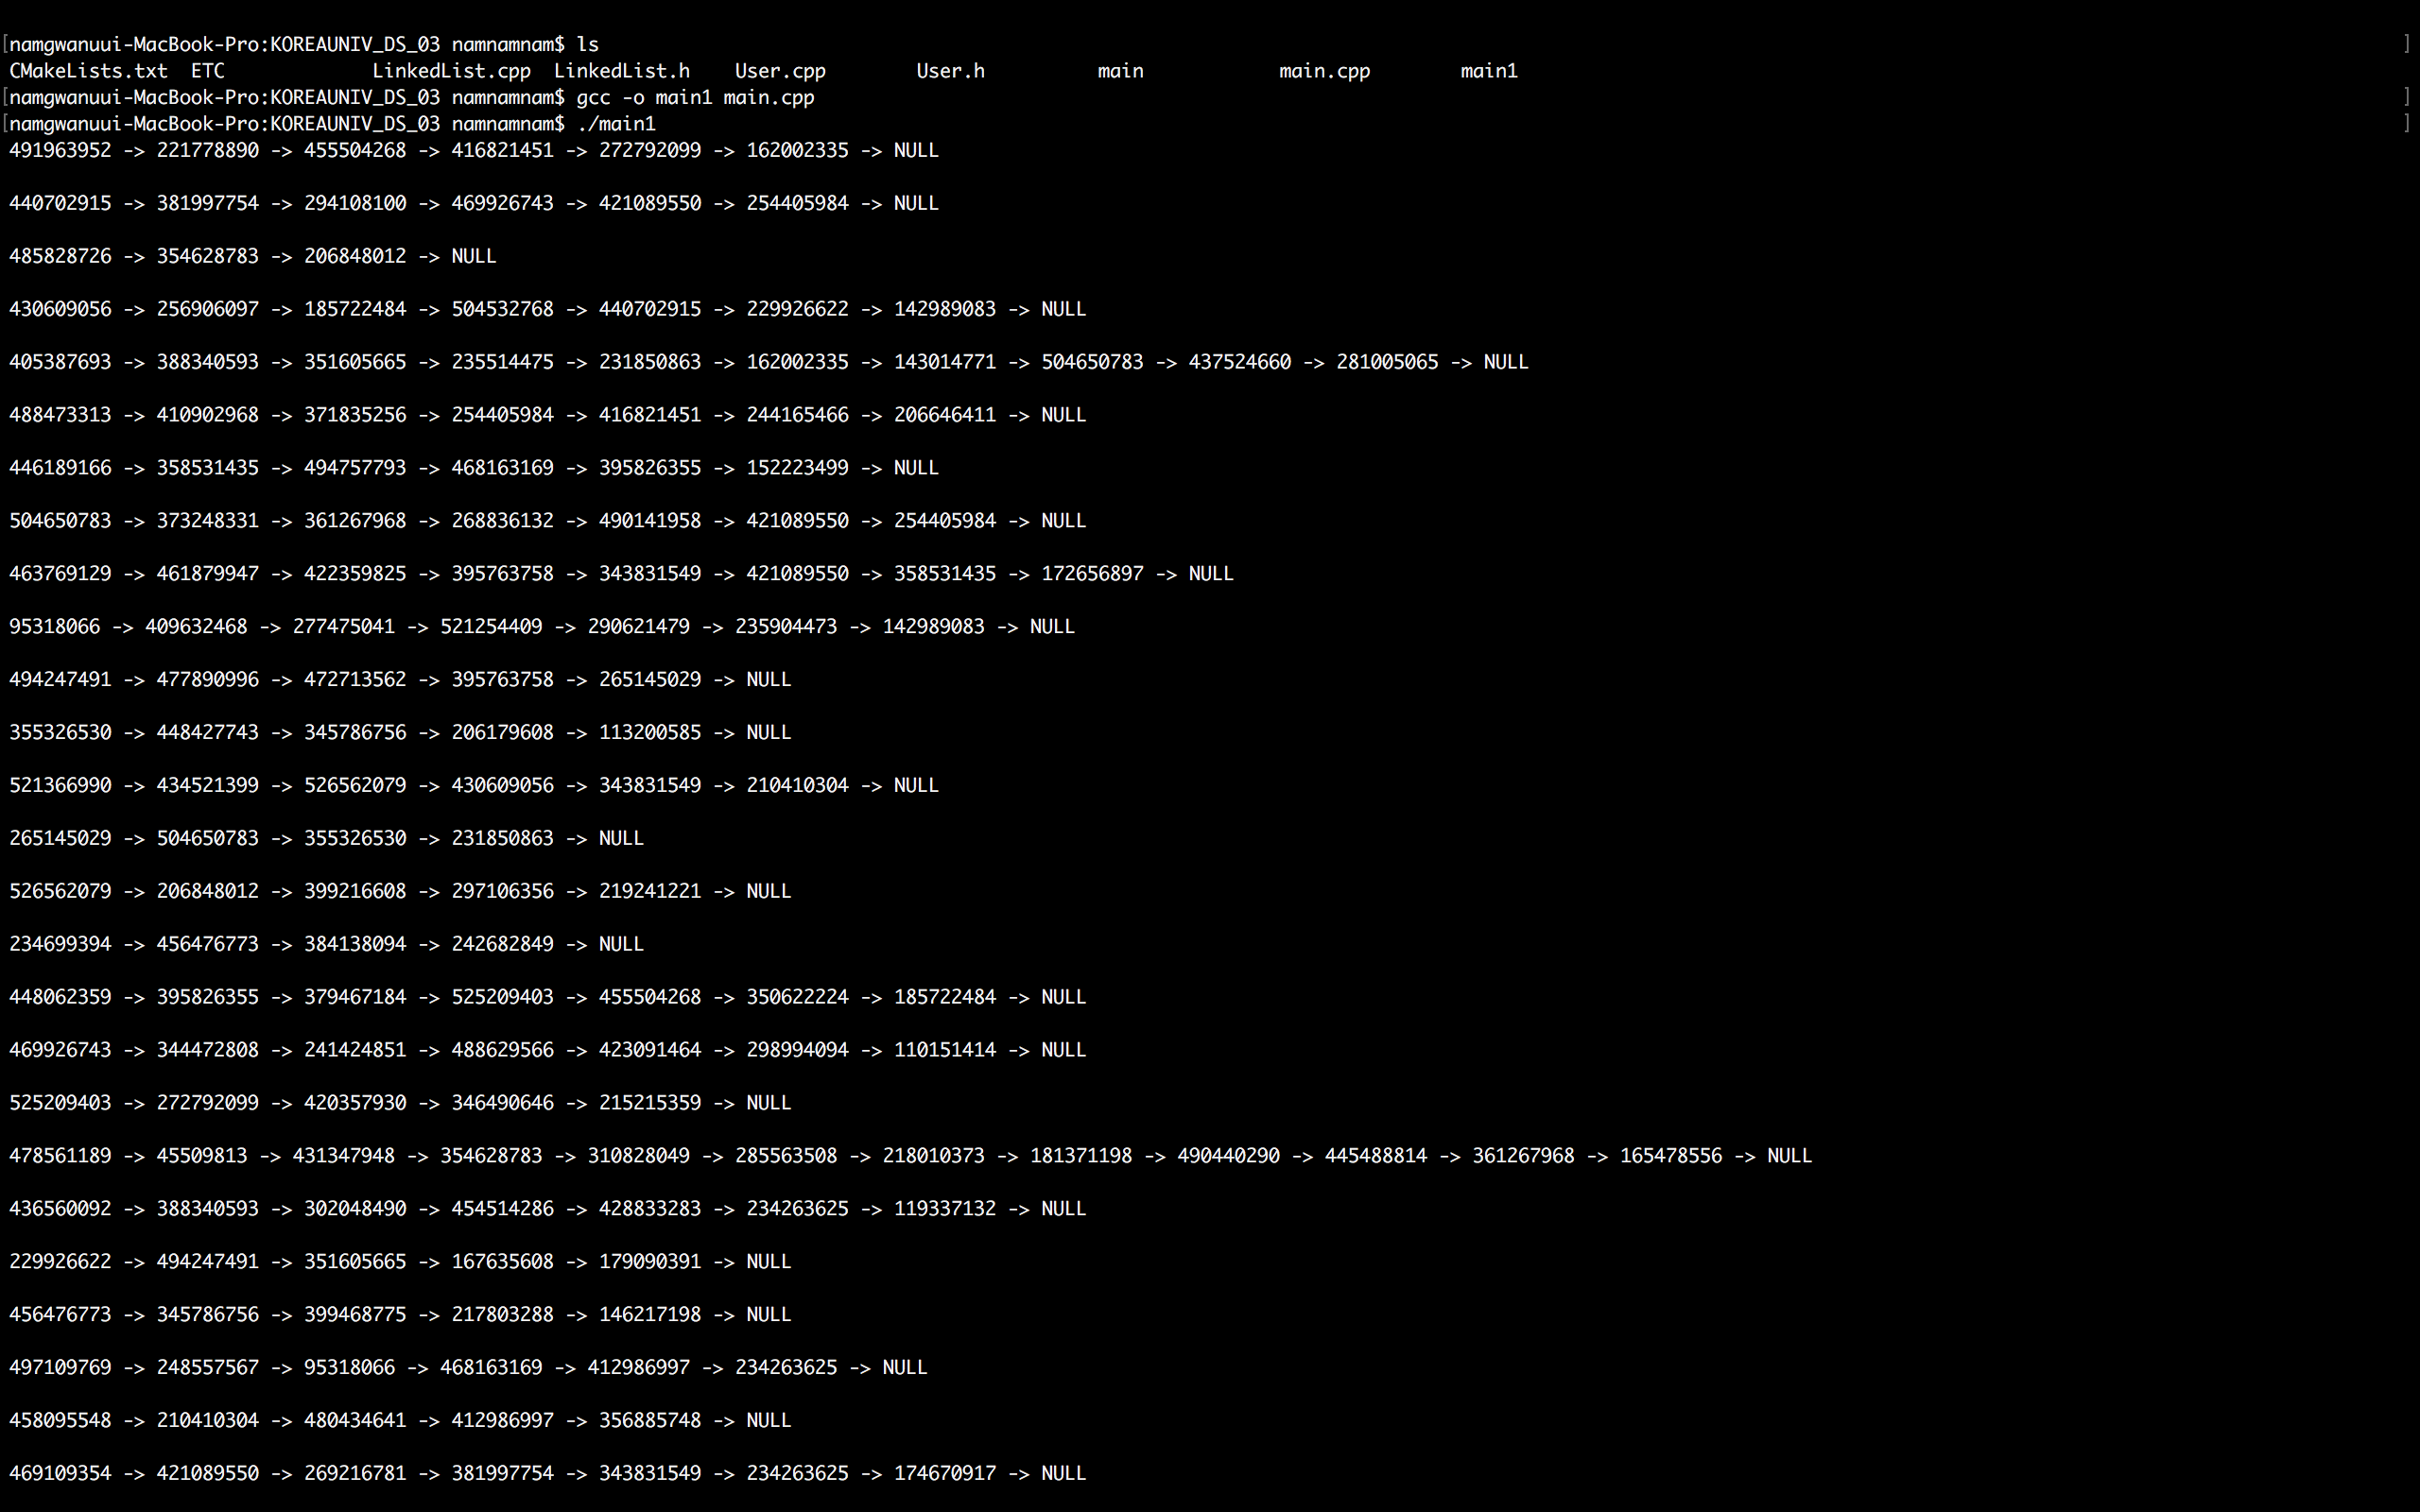 [namgwanuui-MacBook-Pro:KOREAUNIV_DS_03 namnamnam$ ls ]
CMakeLists.txt ETC LinkedList.cpp LinkedList.h User.cpp User.h main main.cpp main1
[namgwanuui-MacBook-Pro:KOREAUNIV_DS_03 namnamnam$ gcc -o main1 main.cpp ]
[namgwanuui-MacBook-Pro:KOREAUNIV_DS_03 namnamnam$ ./main1 ]
491963952 -> 221778890 -> 455504268 -> 416821451 -> 272792099 -> 162002335 -> NULL
440702915 -> 381997754 -> 294108100 -> 469926743 -> 421089550 -> 254405984 -> NULL
485828726 -> 354628783 -> 206848012 -> NULL
430609056 -> 256906097 -> 185722484 -> 504532768 -> 440702915 -> 229926622 -> 142989083 -> NULL
405387693 -> 388340593 -> 351605665 -> 235514475 -> 231850863 -> 162002335 -> 143014771 -> 504650783 -> 437524660 -> 281005065 -> NULL
488473313 -> 410902968 -> 371835256 -> 254405984 -> 416821451 -> 244165466 -> 206646411 -> NULL
446189166 -> 358531435 -> 494757793 -> 468163169 -> 395826355 -> 152223499 -> NULL
504650783 -> 373248331 -> 361267968 -> 268836132 -> 490141958 -> 421089550 -> 254405984 -> NULL
463769129 -> 461879947 -> 422359825 -> 395763758 -> 343831549 -> 421089550 -> 358531435 -> 172656897 -> NULL
95318066 -> 409632468 -> 277475041 -> 521254409 -> 290621479 -> 235904473 -> 142989083 -> NULL
494247491 -> 477890996 -> 472713562 -> 395763758 -> 265145029 -> NULL
355326530 -> 448427743 -> 345786756 -> 206179608 -> 113200585 -> NULL
521366990 -> 434521399 -> 526562079 -> 430609056 -> 343831549 -> 210410304 -> NULL
265145029 -> 504650783 -> 355326530 -> 231850863 -> NULL
526562079 -> 206848012 -> 399216608 -> 297106356 -> 219241221 -> NULL
234699394 -> 456476773 -> 384138094 -> 242682849 -> NULL
448062359 -> 395826355 -> 379467184 -> 525209403 -> 455504268 -> 350622224 -> 185722484 -> NULL
469926743 -> 344472808 -> 241424851 -> 488629566 -> 423091464 -> 298994094 -> 110151414 -> NULL
525209403 -> 272792099 -> 420357930 -> 346490646 -> 215215359 -> NULL
478561189 -> 45509813 -> 431347948 -> 354628783 -> 310828049 -> 285563508 -> 218010373 -> 181371198 -> 490440290 -> 445488814 -> 361267968 -> 165478556 -> NULL
436560092 -> 388340593 -> 302048490 -> 454514286 -> 428833283 -> 234263625 -> 119337132 -> NULL
229926622 -> 494247491 -> 351605665 -> 167635608 -> 179090391 -> NULL
456476773 -> 345786756 -> 399468775 -> 217803288 -> 146217198 -> NULL
497109769 -> 248557567 -> 95318066 -> 468163169 -> 412986997 -> 234263625 -> NULL
458095548 -> 210410304 -> 480434641 -> 412986997 -> 356885748 -> NULL
469109354 -> 421089550 -> 269216781 -> 381997754 -> 343831549 -> 234263625 -> 174670917 -> NULL